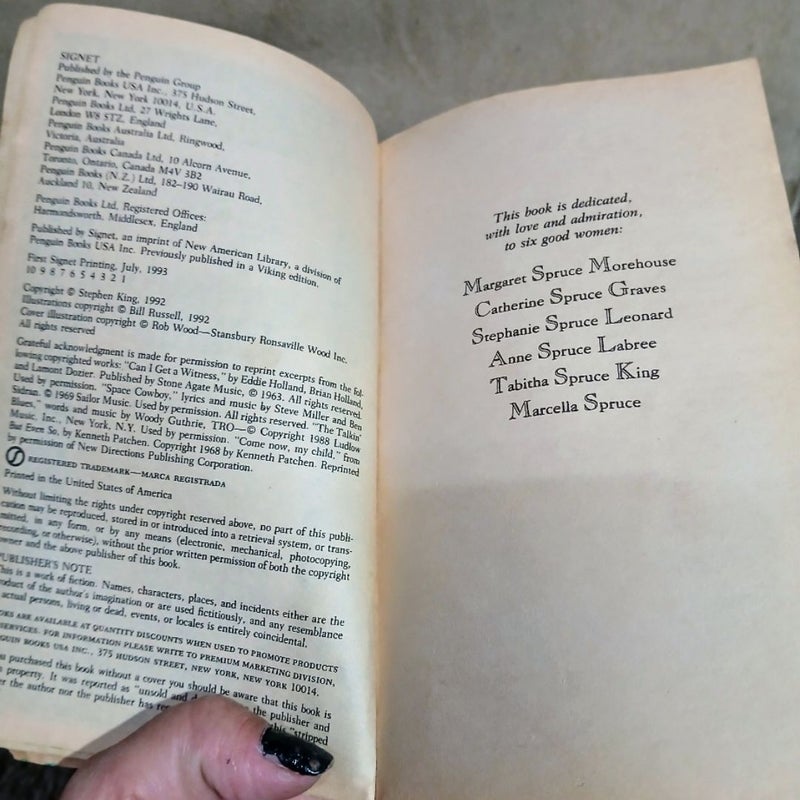 SIGNET
Published by the Penguin Group
Penguin Books USA Inc., 375 Hudson Street,
New York, New York 10014, U.S.A.
Penguin Books Ltd, 27 Wrights Lane,
London W8 5TZ, England
Penguin Books Australia Ltd, Ringwood,
Victoria, Australia
Penguin Books Canada Ltd, 10 Alcorn Avenue,
Toronto, Ontario, Canada M4V 3B2
Penguin Books (N.Z.) Ltd, 182–190 Wairau Road,
Auckland 10, New Zealand
Penguin Books Ltd, Registered Offices:
Harmondsworth, Middlesex, England
Published by Signet, an imprint of New American Library, a division of
Penguin Books USA Inc. Previously published in a Viking edition.
First Signet Printing, July, 1993
10 9 8 7 6 5 4 3 2 1
Copyright © Stephen King, 1992
Illustrations copyright © Bill Russell, 1992
Cover illustration copyright © Rob Wood—Stansbury Ronsaville Wood Inc.
All rights reserved
Grateful acknowledgment is made for permission to reprint excerpts from the fol-
lowing copyrighted works: "Can I Get a Witness," by Eddie Holland, Brian Holland,
and Lamont Dozier. Published by Stone Agate Music, © 1963. All rights reserved.
Used by permission. "Space Cowboy," lyrics and music by Steve Miller and Ben
Sidran. © 1969 Sailor Music. Used by permission. All rights reserved. "The Talkin'
Blues," words and music by Woody Guthrie, TRO—© Copyright 1988 Ludlow
Music, Inc., New York, N.Y. Used by permission. "Come now, my child," from
But Even So, by Kenneth Patchen. Copyright 1968 by Kenneth Patchen. Reprinted
by permission of New Directions Publishing Corporation.
REGISTERED TRADEMARK—MARCA REGISTRADA
Printed in the United States of America
Without limiting the rights under copyright reserved above, no part of this publi-
cation may be reproduced, stored in or introduced into a retrieval system, or trans-
mitted, in any form, or by any means (electronic, mechanical, photocopying,
recording, or otherwise), without the prior written permission of both the copyright
owner and the above publisher of this book.
PUBLISHER'S NOTE
This is a work of fiction. Names, characters, places, and incidents either are the
product of the author's imagination or are used fictitiously, and any resemblance
actual persons, living or dead, events, or locales is entirely coincidental.
OKS ARE AVAILABLE AT QUANTITY DISCOUNTS WHEN USED TO PROMOTE PRODUCTS
SERVICES. FOR INFORMATION PLEASE WRITE TO PREMIUM MARKETING DIVISION,
GUIN BOOKS USA INC., 375 HUDSON STREET, NEW YORK, NEW YORK 10014.
u purchased this book without a cover you should be aware that this book is
property. It was reported as "unsold and the publisher and
er the author nor the publisher has this "stripped
This book is dedicated,
with love and admiration,
to six good women:
Margaret Spruce Morehouse
Catherine Spruce Graves
Stephanie Spruce Leonard
Anne Spruce Labree
Tabitha Spruce King
Marcella Spruce